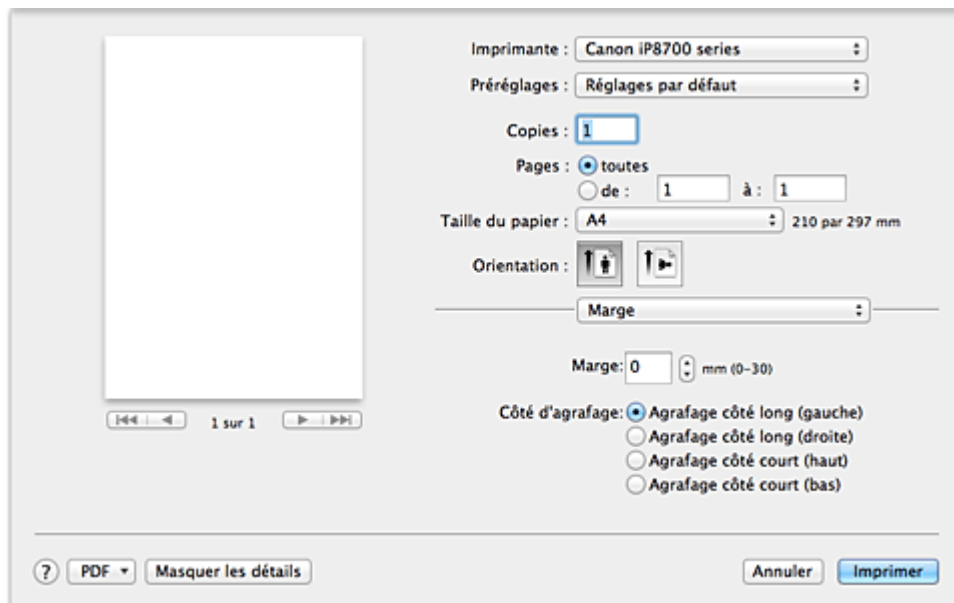 Imprimante : Canon iP8700 series
Préréglages : Réglages par défaut
Copies : 1
Pages : toutes
de : 1 à : 1
Taille du papier : A4 210 par 297 mm
Orientation :
Marge
Marge: 0 mm (0-30)
1 sur 1
Côté d'agrafage: Agrafage côté long (gauche)
Agrafage côté long (droite)
Agrafage côté court (haut)
Agrafage côté court (bas)
? PDF Masquer les détails Annuler Imprimer